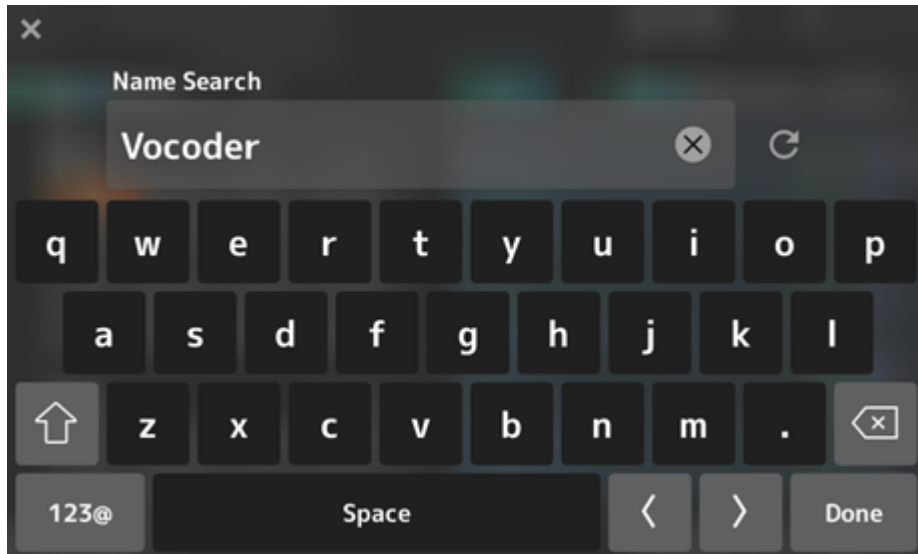 Name Search
Vocoder
q w e r t y u i o p
a s d f g h j k l
z x c v b n m .
123@ Space Done